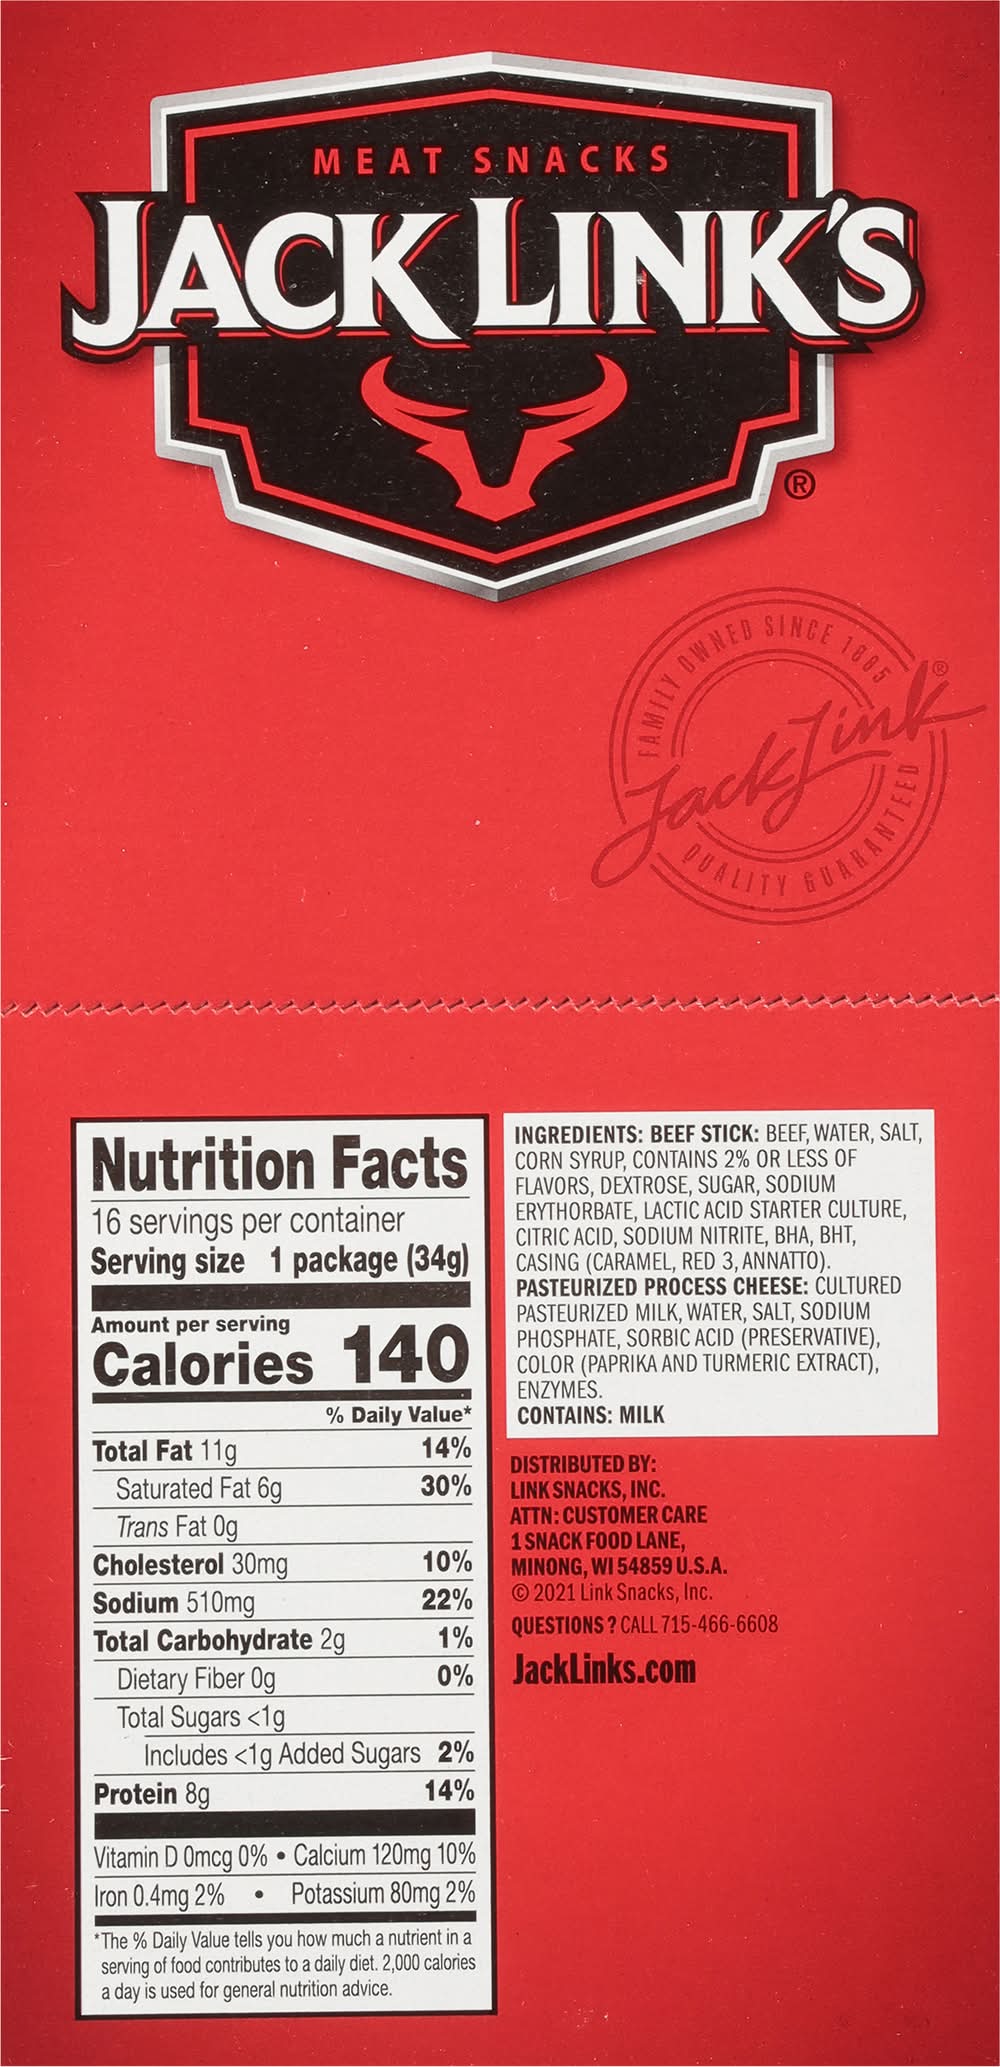 MEAT SNACKS
JACK LINK'S
®
FAMILY OWNED SINCE 1885
Jack Link®
QUALITY GUARANTEED
Nutrition Facts
16 servings per container
Serving size 1 package (34g)
Amount per serving
Calories 140
% Daily Value*
Total Fat 11g 14%
Saturated Fat 6g 30%
Trans Fat 0g
Cholesterol 30mg 10%
Sodium 510mg 22%
Total Carbohydrate 2g 1%
Dietary Fiber 0g 0%
Total Sugars <1g
Includes <1g Added Sugars 2%
Protein 8g 14%
Vitamin D 0mcg 0% • Calcium 120mg 10%
Iron 0.4mg 2% • Potassium 80mg 2%
*The % Daily Value tells you how much a nutrient in a
serving of food contributes to a daily diet. 2,000 calories
a day is used for general nutrition advice.
INGREDIENTS: BEEF STICK: BEEF, WATER, SALT,
CORN SYRUP, CONTAINS 2% OR LESS OF
FLAVORS, DEXTROSE, SUGAR, SODIUM
ERYTHORBATE, LACTIC ACID STARTER CULTURE,
CITRIC ACID, SODIUM NITRITE, BHA, BHT,
CASING (CARAMEL, RED 3, ANNATTO).
PASTEURIZED PROCESS CHEESE: CULTURED
PASTEURIZED MILK, WATER, SALT, SODIUM
PHOSPHATE, SORBIC ACID (PRESERVATIVE),
COLOR (PAPRIKA AND TURMERIC EXTRACT),
ENZYMES.
CONTAINS: MILK
DISTRIBUTED BY:
LINK SNACKS, INC.
ATTN: CUSTOMER CARE
1 SNACK FOOD LANE,
MINONG, WI 54859 U.S.A.
© 2021 Link Snacks, Inc.
QUESTIONS? CALL 715-466-6608
JackLinks.com